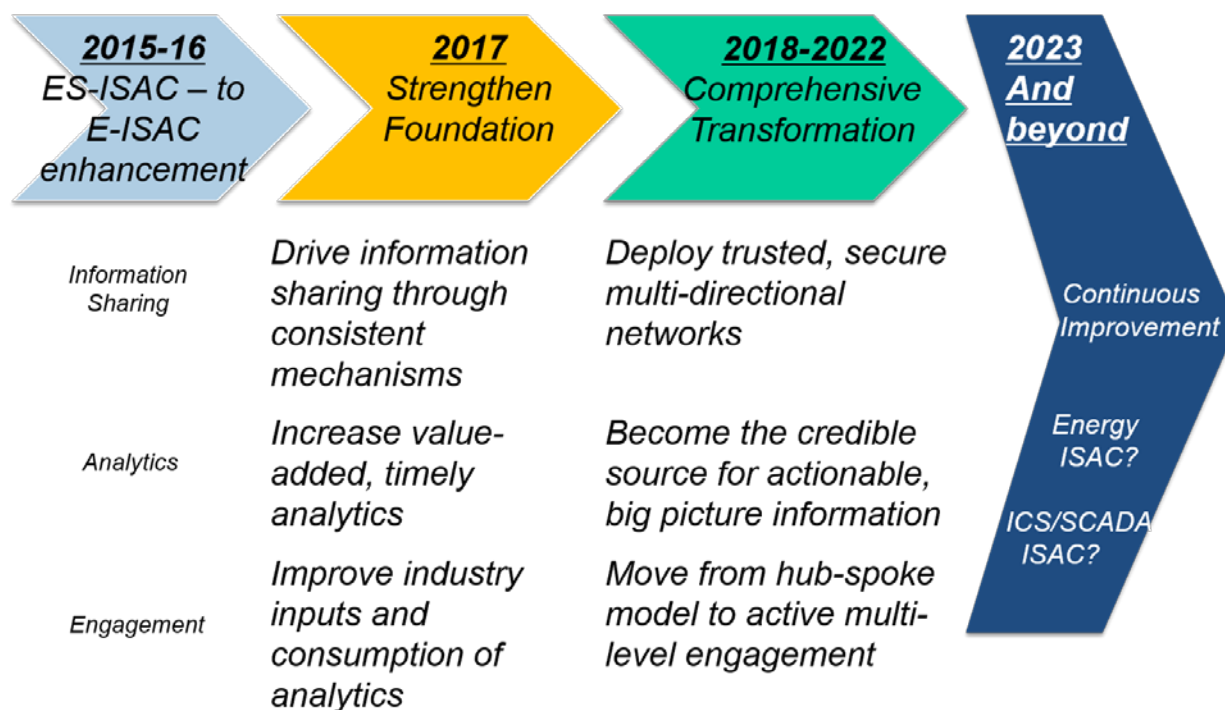 2015-16
ES-ISAC – to
E-ISAC
enhancement
2017
Strengthen
Foundation
2018-2022
Comprehensive
Transformation
2023
And
beyond
Information
Sharing
Drive information
sharing through
consistent
mechanisms
Deploy trusted, secure
multi-directional
networks
Continuous
Improvement
Analytics
Increase value-
added, timely
analytics
Become the credible
source for actionable,
big picture information
Energy
ISAC?
ICS/SCADA
ISAC?
Engagement
Improve industry
inputs and
consumption of
analytics
Move from hub-spoke
model to active multi-
level engagement